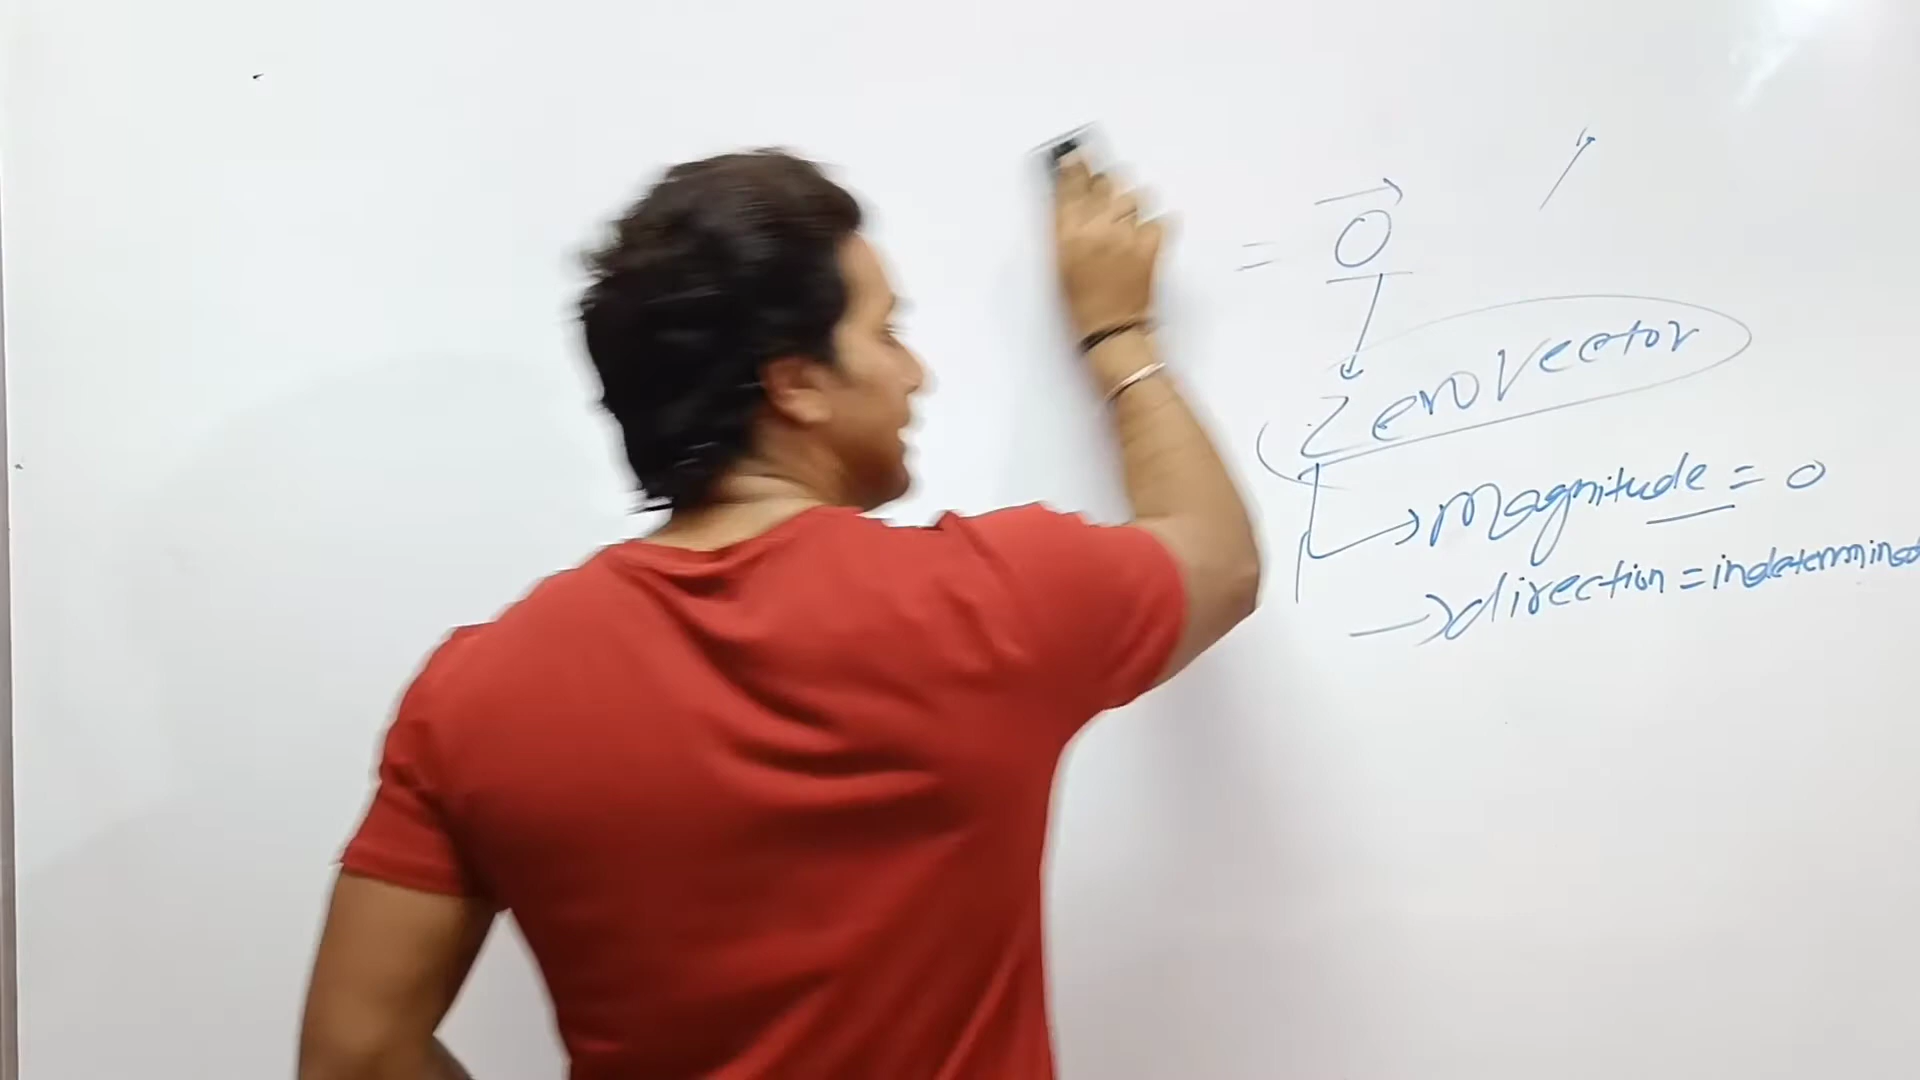 = 0
Zero Vector
→ Magnitude = 0
→ direction = indetermined